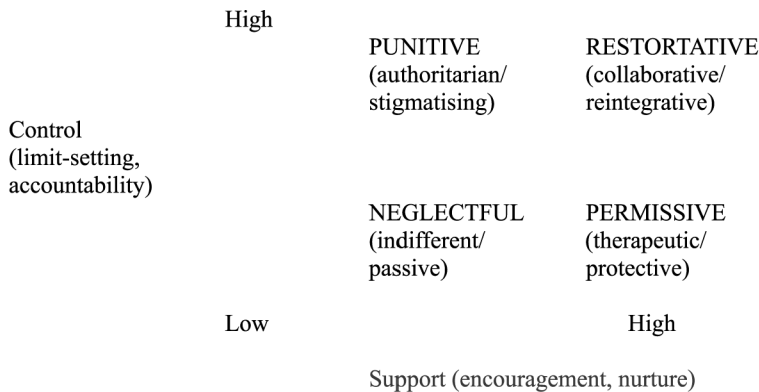 High
PUNITIVE RESTORTATIVE
(authoritarian/ (collaborative/
stigmatising) reintegrative)
Control
(limit-setting,
accountability)
NEGLECTFUL PERMISSIVE
(indifferent/ (therapeutic/
passive) protective)
Low High
Support (encouragement, nurture)